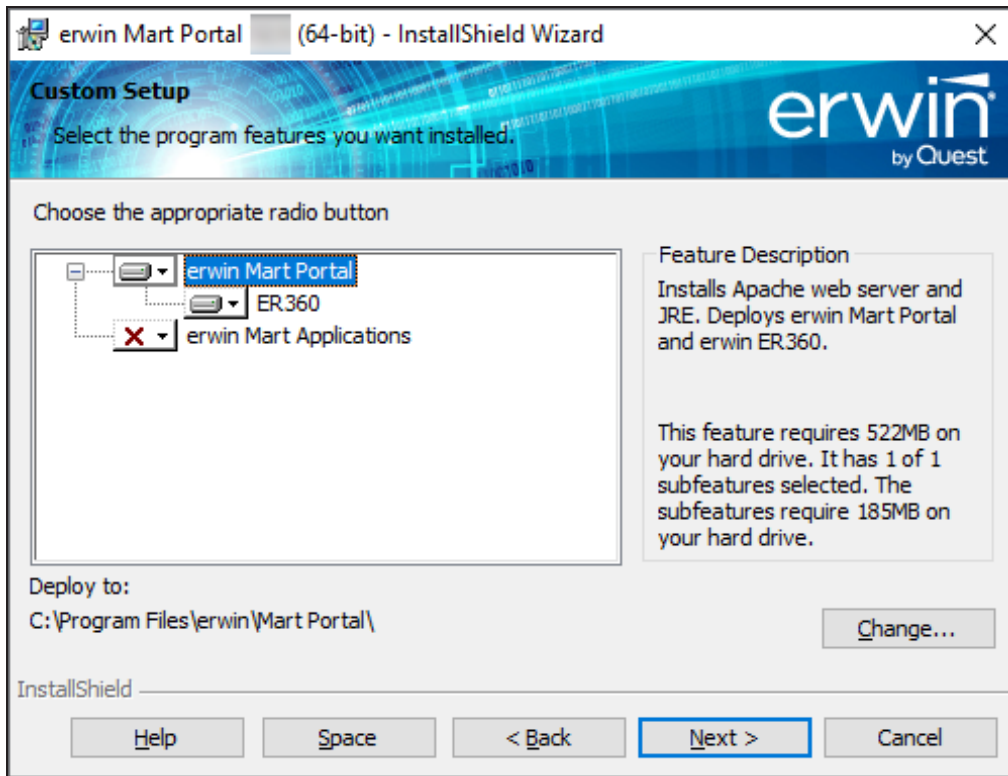 erwin Mart Portal (64-bit) - InstallShield Wizard
Custom Setup
Select the program features you want installed.
erwin
by Quest
Choose the appropriate radio button
erwin Mart Portal
ER360
erwin Mart Applications
Feature Description
Installs Apache web server and
JRE. Deploys erwin Mart Portal
and erwin ER360.
This feature requires 522MB on
your hard drive. It has 1 of 1
subfeatures selected. The
subfeatures require 185MB on
your hard drive.
Deploy to:
C:\Program Files\erwin\Mart Portal\
Change...
InstallShield
Help
Space
< Back
Next >
Cancel